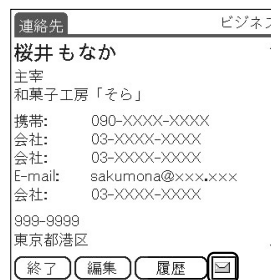 連絡先 ビジネス
桜井 もなか
主宰
和菓子工房「そら」
携帯: 090-XXXX-XXXX
会社: 03-XXXX-XXXX
会社: 03-XXXX-XXXX
E-mail: sakumona@×××.×××
会社: 03-XXXX-XXXX
999-9999
東京都港区
終了 編集 履歴